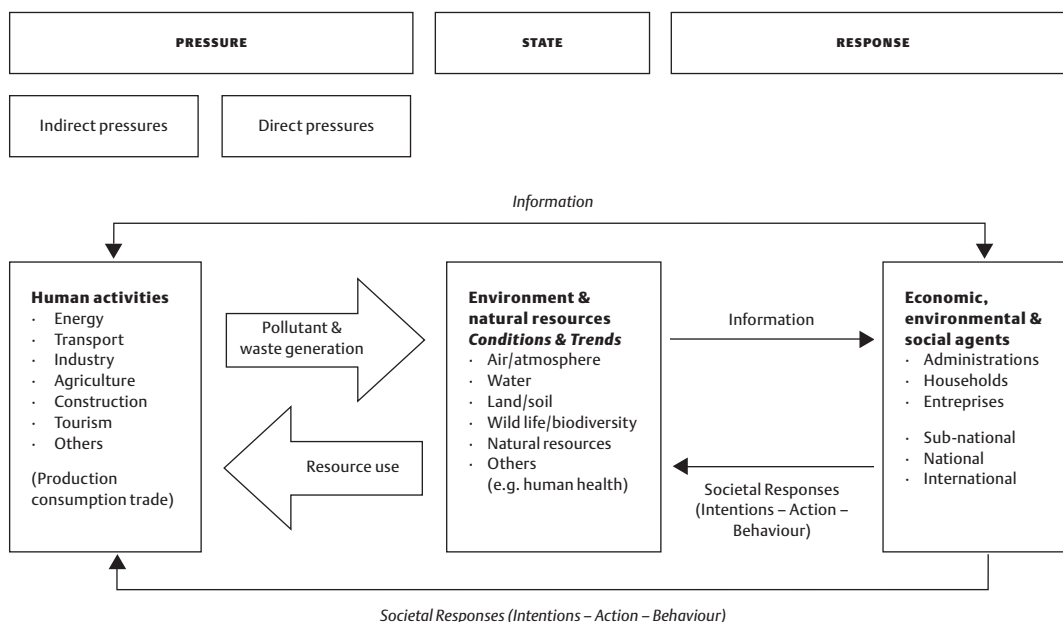 PRESSURE
STATE
RESPONSE
Indirect pressures
Direct pressures
Information
Human activities
· Energy
· Transport
· Industry
· Agriculture
· Construction
· Tourism
· Others
(Production
consumption trade)
Pollutant &
waste generation
Resource use
Environment &
natural resources
Conditions & Trends
· Air/atmosphere
· Water
· Land/soil
· Wild life/biodiversity
· Natural resources
· Others
(e.g. human health)
Information
Societal Responses
(Intentions – Action –
Behaviour)
Economic,
environmental &
social agents
· Administrations
· Households
· Entreprises
· Sub-national
· National
· International
Societal Responses (Intentions – Action – Behaviour)